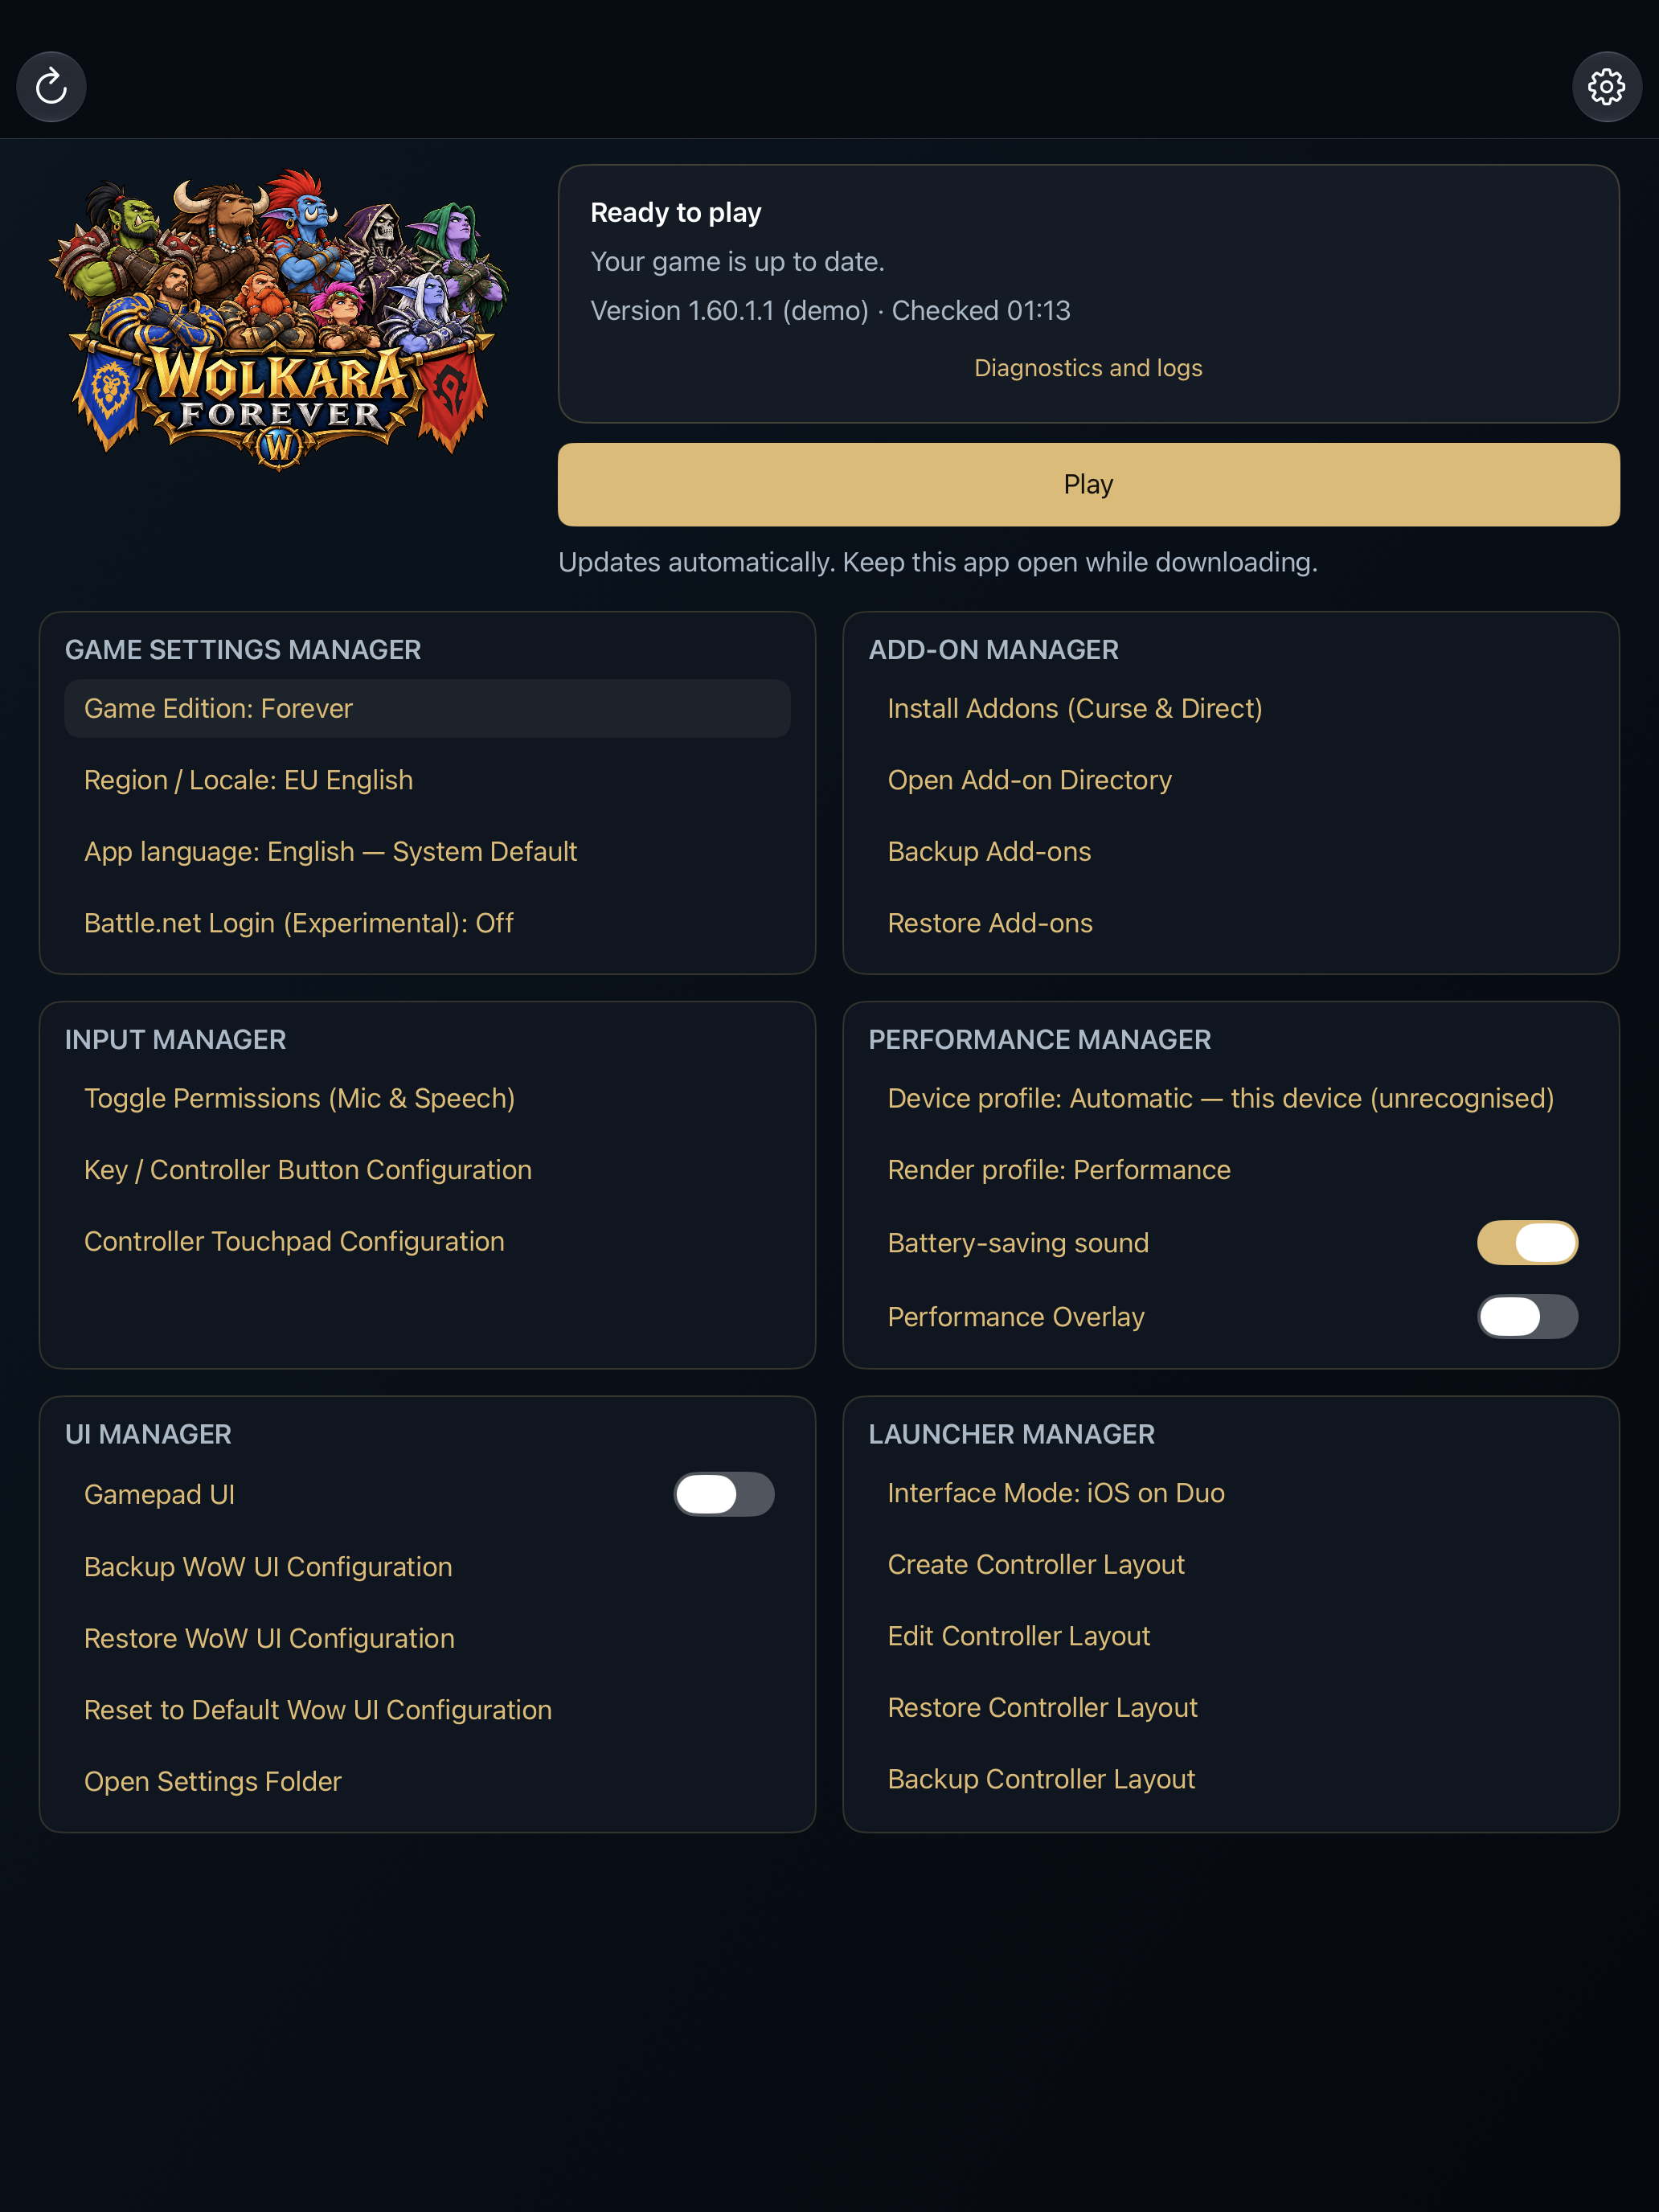 WOLKARA
FOREVER
W
Ready to play
Your game is up to date.
Version 1.60.1.1 (demo) · Checked 01:13
Diagnostics and logs
Play
Updates automatically. Keep this app open while downloading.
GAME SETTINGS MANAGER
Game Edition: Forever
Region / Locale: EU English
App language: English — System Default
Battle.net Login (Experimental): Off
ADD-ON MANAGER
Install Addons (Curse & Direct)
Open Add-on Directory
Backup Add-ons
Restore Add-ons
INPUT MANAGER
Toggle Permissions (Mic & Speech)
Key / Controller Button Configuration
Controller Touchpad Configuration
PERFORMANCE MANAGER
Device profile: Automatic — this device (unrecognised)
Render profile: Performance
Battery-saving sound
Performance Overlay
UI MANAGER
Gamepad UI
Backup WoW UI Configuration
Restore WoW UI Configuration
Reset to Default Wow UI Configuration
Open Settings Folder
LAUNCHER MANAGER
Interface Mode: iOS on Duo
Create Controller Layout
Edit Controller Layout
Restore Controller Layout
Backup Controller Layout